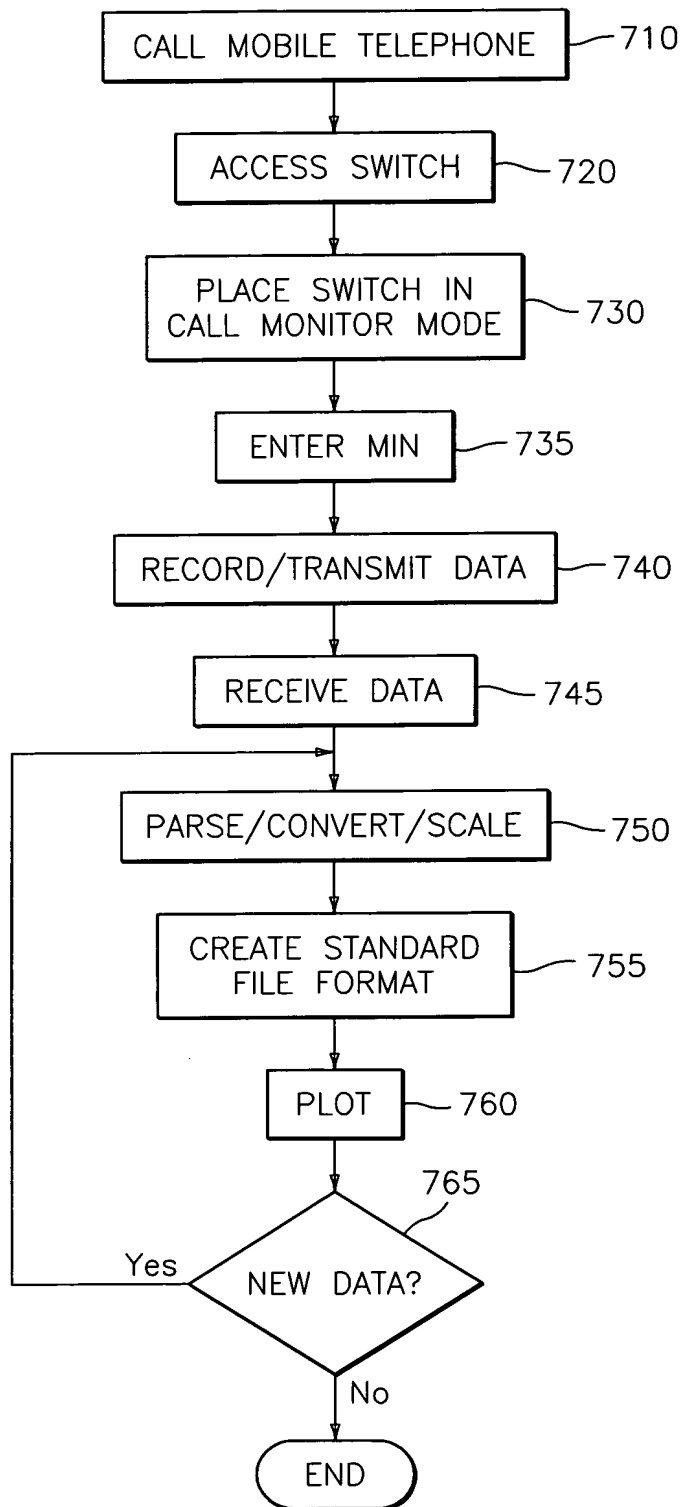 CALL MOBILE TELEPHONE 710
ACCESS SWITCH 720
PLACE SWITCH IN
CALL MONITOR MODE 730
ENTER MIN 735
RECORD/TRANSMIT DATA 740
RECEIVE DATA 745
PARSE/CONVERT/SCALE 750
CREATE STANDARD
FILE FORMAT 755
PLOT 760
765
Yes
NEW DATA?
No
END